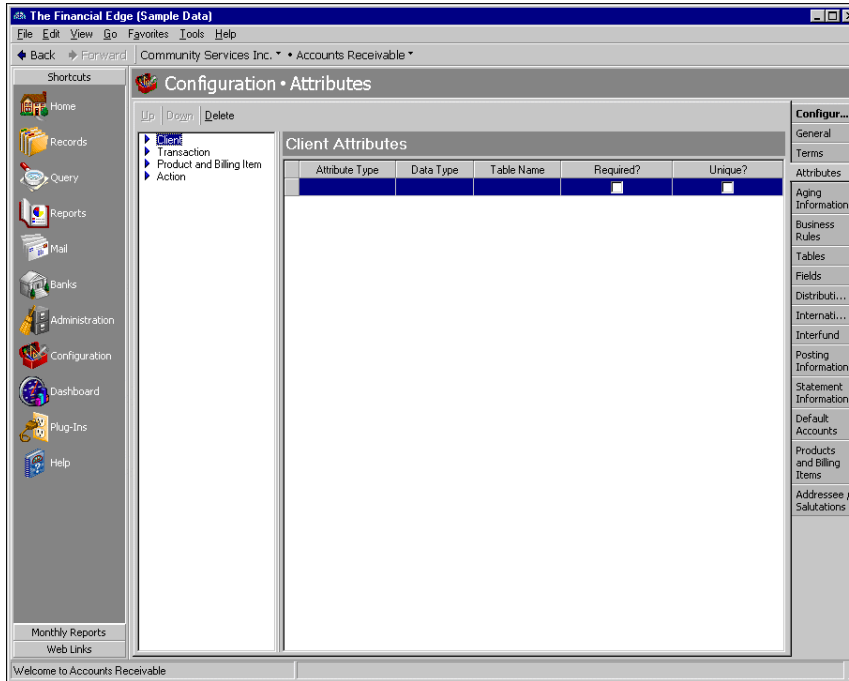 The Financial Edge (Sample Data)
File Edit View Go Favorites Tools Help
Back Forward Community Services Inc. • Accounts Receivable
Shortcuts
Home
Records
Query
Reports
Mail
Banks
Administration
Configuration
Dashboard
Plug-Ins
Help
Monthly Reports
Web Links
Configuration • Attributes
Up Down Delete
Client
Transaction
Product and Billing Item
Action
Client Attributes
Attribute Type Data Type Table Name Required? Unique?
Configur...
General
Terms
Attributes
Aging
Information
Business
Rules
Tables
Fields
Distributi...
Internati...
Interfund
Posting
Information
Statement
Information
Default
Accounts
Products
and Billing
Items
Addressee /
Salutations
Welcome to Accounts Receivable